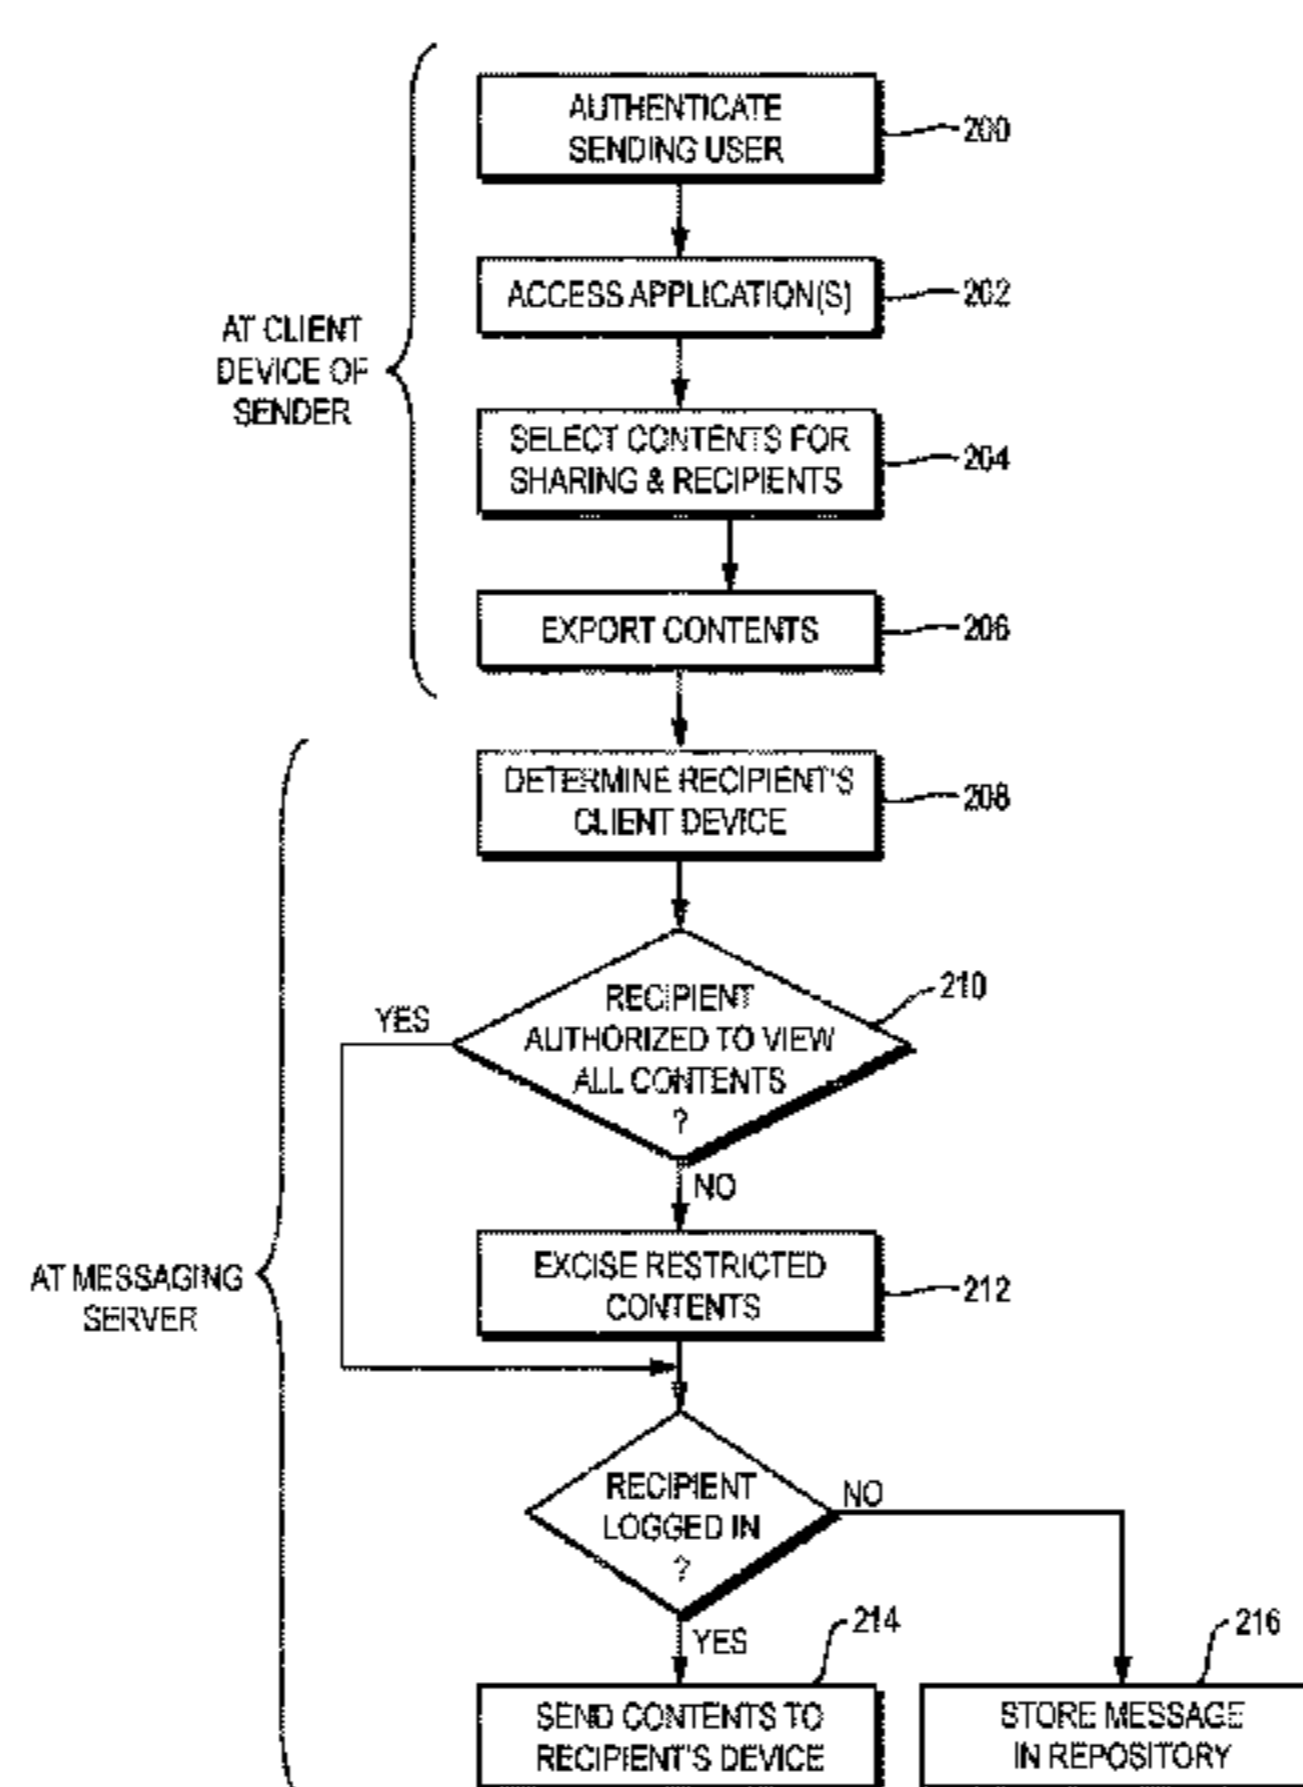 AUTHENTICATE
SENDING USER
200
ACCESS APPLICATION(S)
202
AT CLIENT
DEVICE OF
SENDER
SELECT CONTENTS FOR
SHARING & RECIPIENTS
204
EXPORT CONTENTS
206
DETERMINE RECIPIENT'S
CLIENT DEVICE
208
RECIPIENT
AUTHORIZED TO VIEW
ALL CONTENTS
?
210
YES
NO
EXCISE RESTRICTED
CONTENTS
212
AT MESSAGING
SERVER
RECIPIENT
LOGGED IN
?
NO
YES
214
216
SEND CONTENTS TO
RECIPIENT'S DEVICE
STORE MESSAGE
IN REPOSITORY